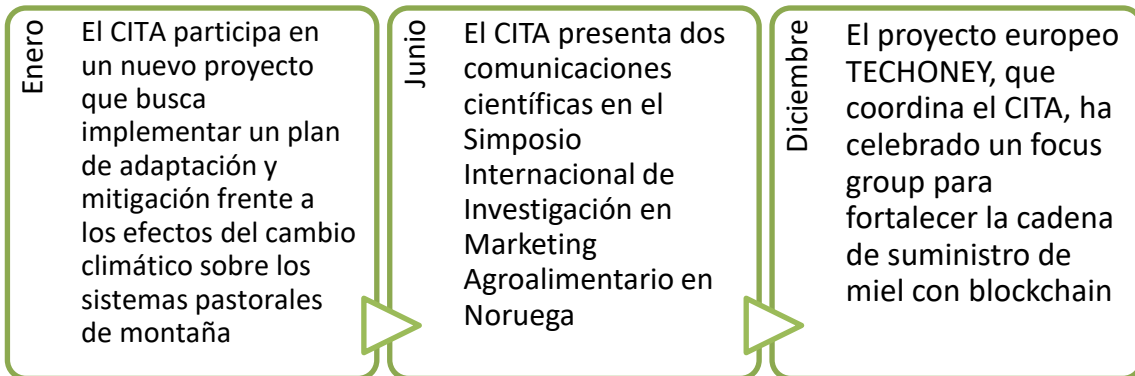 Enero
El CITA participa en
un nuevo proyecto
que busca
implementar un plan
de adaptación y
mitigación frente a
los efectos del cambio
climático sobre los
sistemas pastorales
de montaña
Junio
El CITA presenta dos
comunicaciones
científicas en el
Simposio
Internacional de
Investigación en
Marketing
Agroalimentario en
Noruega
Diciembre
El proyecto europeo
TECHONEY, que
coordina el CITA, ha
celebrado un focus
group para
fortalecer la cadena
de suministro de
miel con blockchain